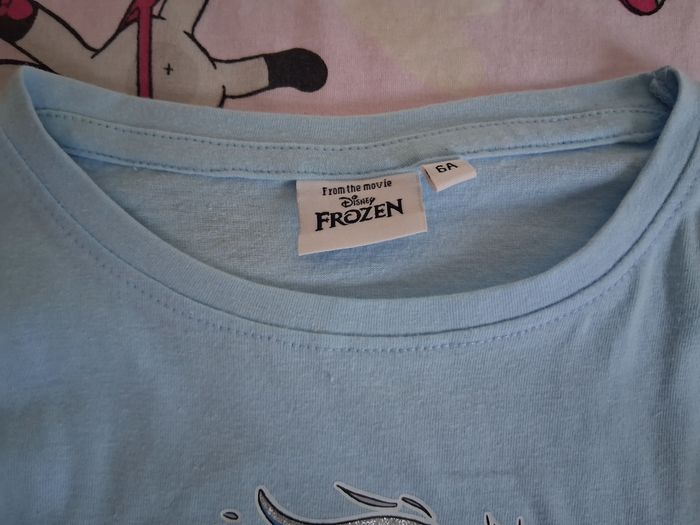 From the movie
Disney
FROZEN
6A